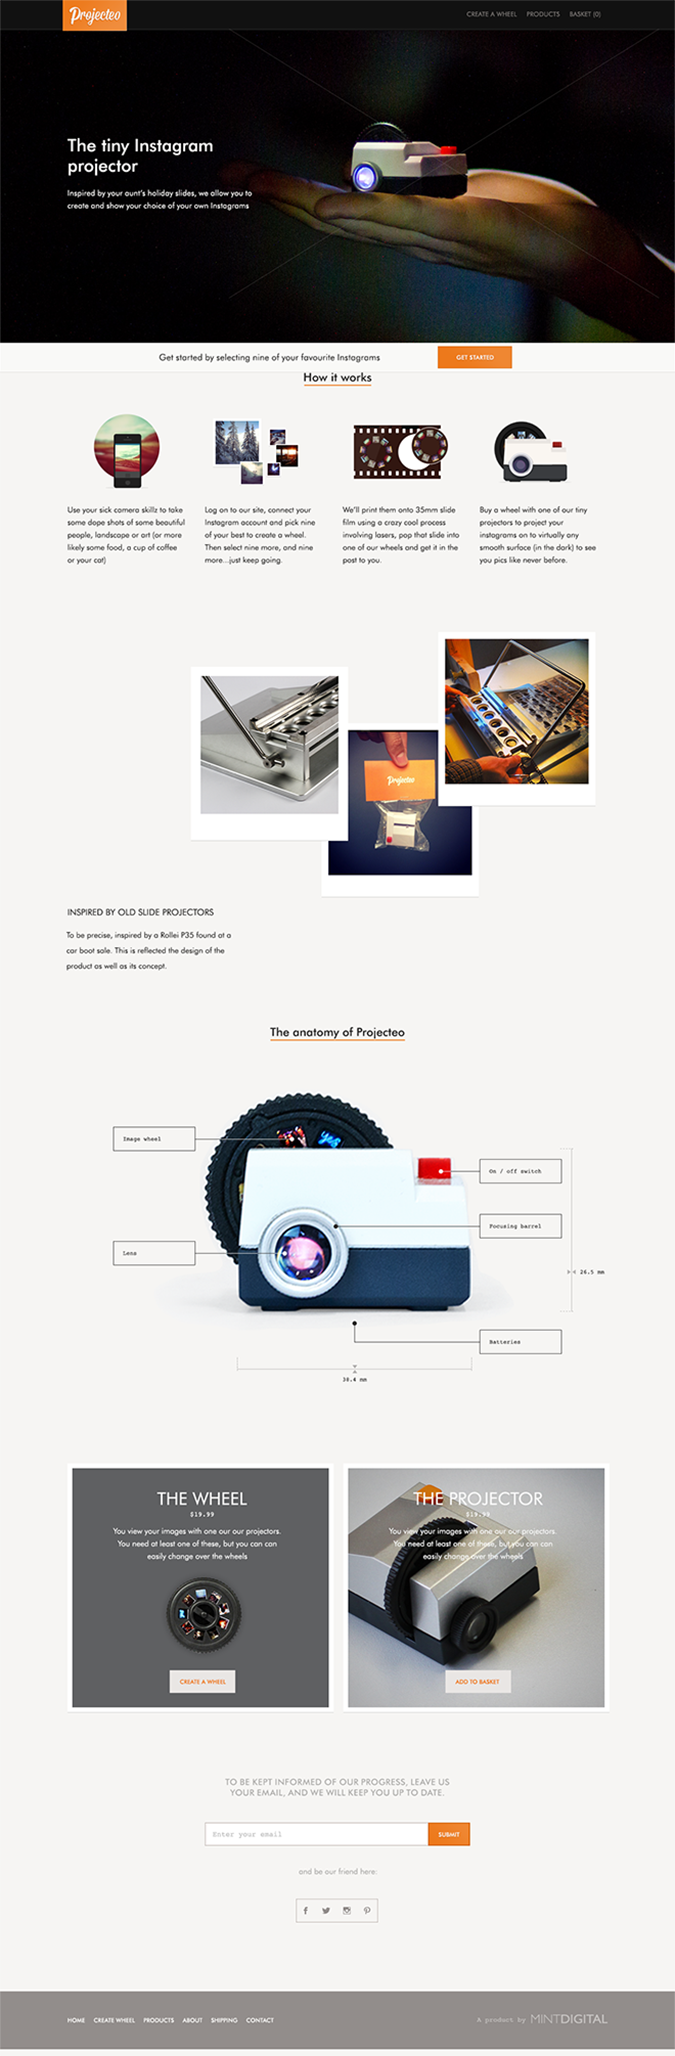 Projecteo
CREATE A WHEEL PRODUCTS BASKET (0)
The tiny Instagram
projector
Inspired by your aunt's holiday slides, we allow you to
create and show your choice of your own Instagrams
Get started by selecting nine of your favourite Instagrams
GET STARTED
How it works
Use your sick camera skillz to take
some dope shots of some beautiful
people, landscape or art (or more
likely some food, a cup of coffee
or your cat)
Log on to our site, connect your
Instagram account and pick nine
of your best to create a wheel.
Then select nine more, and nine
more...just keep going.
We'll print them onto 35mm slide
film using a crazy cool process
involving lasers, pop that slide into
one of our wheels and get it in the
post to you.
Buy a wheel with one of our tiny
projectors to project your
instagrams on to virtually any
smooth surface (in the dark) to see
you pics like never before.
Projecteo
INSPIRED BY OLD SLIDE PROJECTORS
To be precise, inspired by a Rollei P35 found at a
car boot sale. This is reflected the design of the
product as well as its concept.
The anatomy of Projecteo
Image wheel
yes
On / off switch
Focusing barrel
Lens
26.5 mm
Batteries
38.4 mm
THE WHEEL
$19.99
You view your images with one our our projectors.
You need at least one of these, but you can can
easily change over the wheels
CREATE A WHEEL
THE PROJECTOR
$19.99
You view your images with one our our projectors.
You need at least one of these, but you can can
easily change over the wheels
ADD TO BASKET
TO BE KEPT INFORMED OF OUR PROGRESS, LEAVE US
YOUR EMAIL, AND WE WILL KEEP YOU UP TO DATE.
Enter your email
SUBMIT
and be our friend here:
HOME CREATE WHEEL PRODUCTS ABOUT SHIPPING CONTACT
A product by MINTDIGITAL